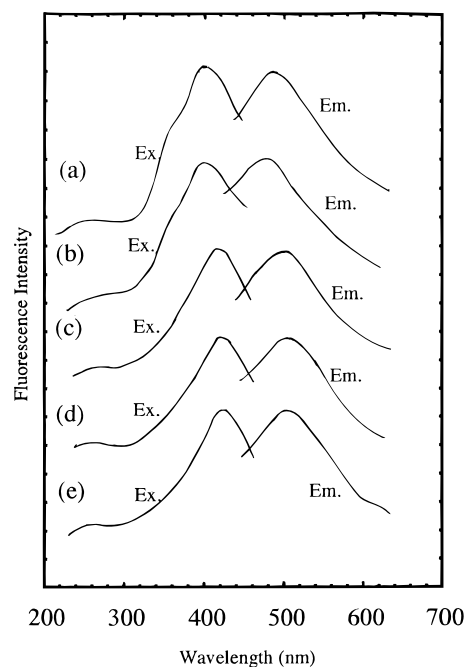 Em.
Ex.
(a)
Em.
Ex.
(b)
Em.
Ex.
(c)
Em.
Ex.
(d)
Ex.
Em.
(e)
Fluorescence Intensity
200 300 400 500 600 700
Wavelength (nm)